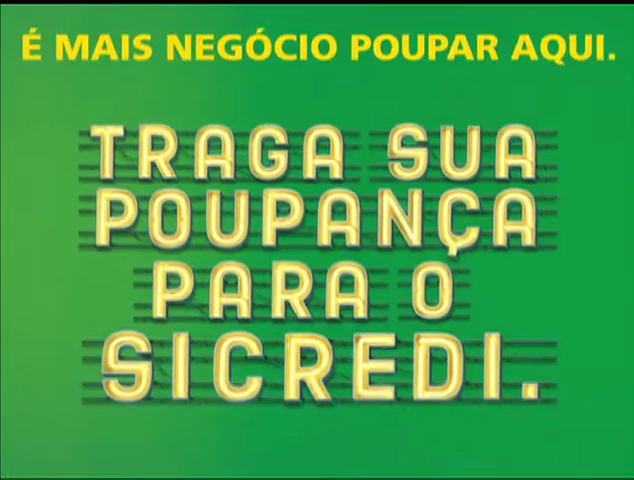 É MAIS NEGÓCIO POUPAR AQUI.
TRAGA SUA
POUPANÇA
PARA O
SICREDI.